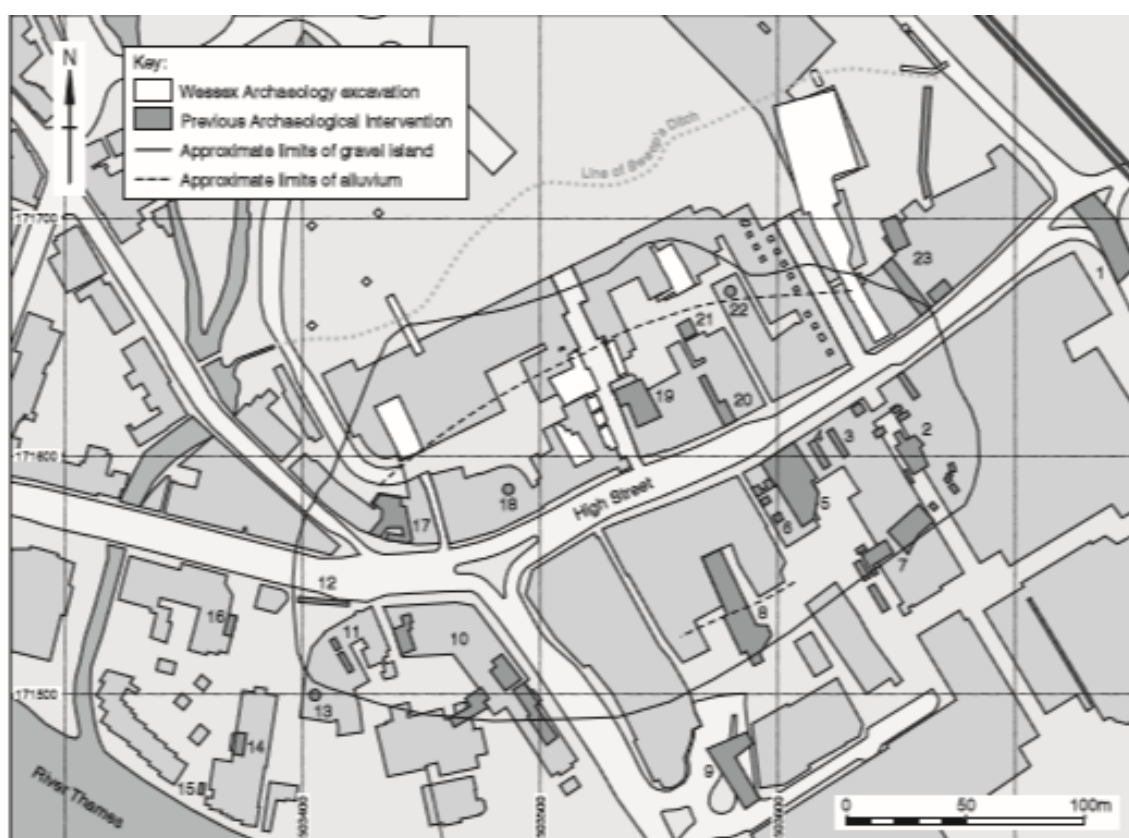 N
Key:
Wessex Archaeology excavation
Previous Archaeological Intervention
Approximate limits of gravel island
Approximate limits of alluvium
Line of Sweep's Ditch
171700
1
23
22
21
19
20
171600
High Street
18
17
2
3
4
5
6
7
8
12
16
11
10
171500
13
14
15
9
River Thames
0 50 100m